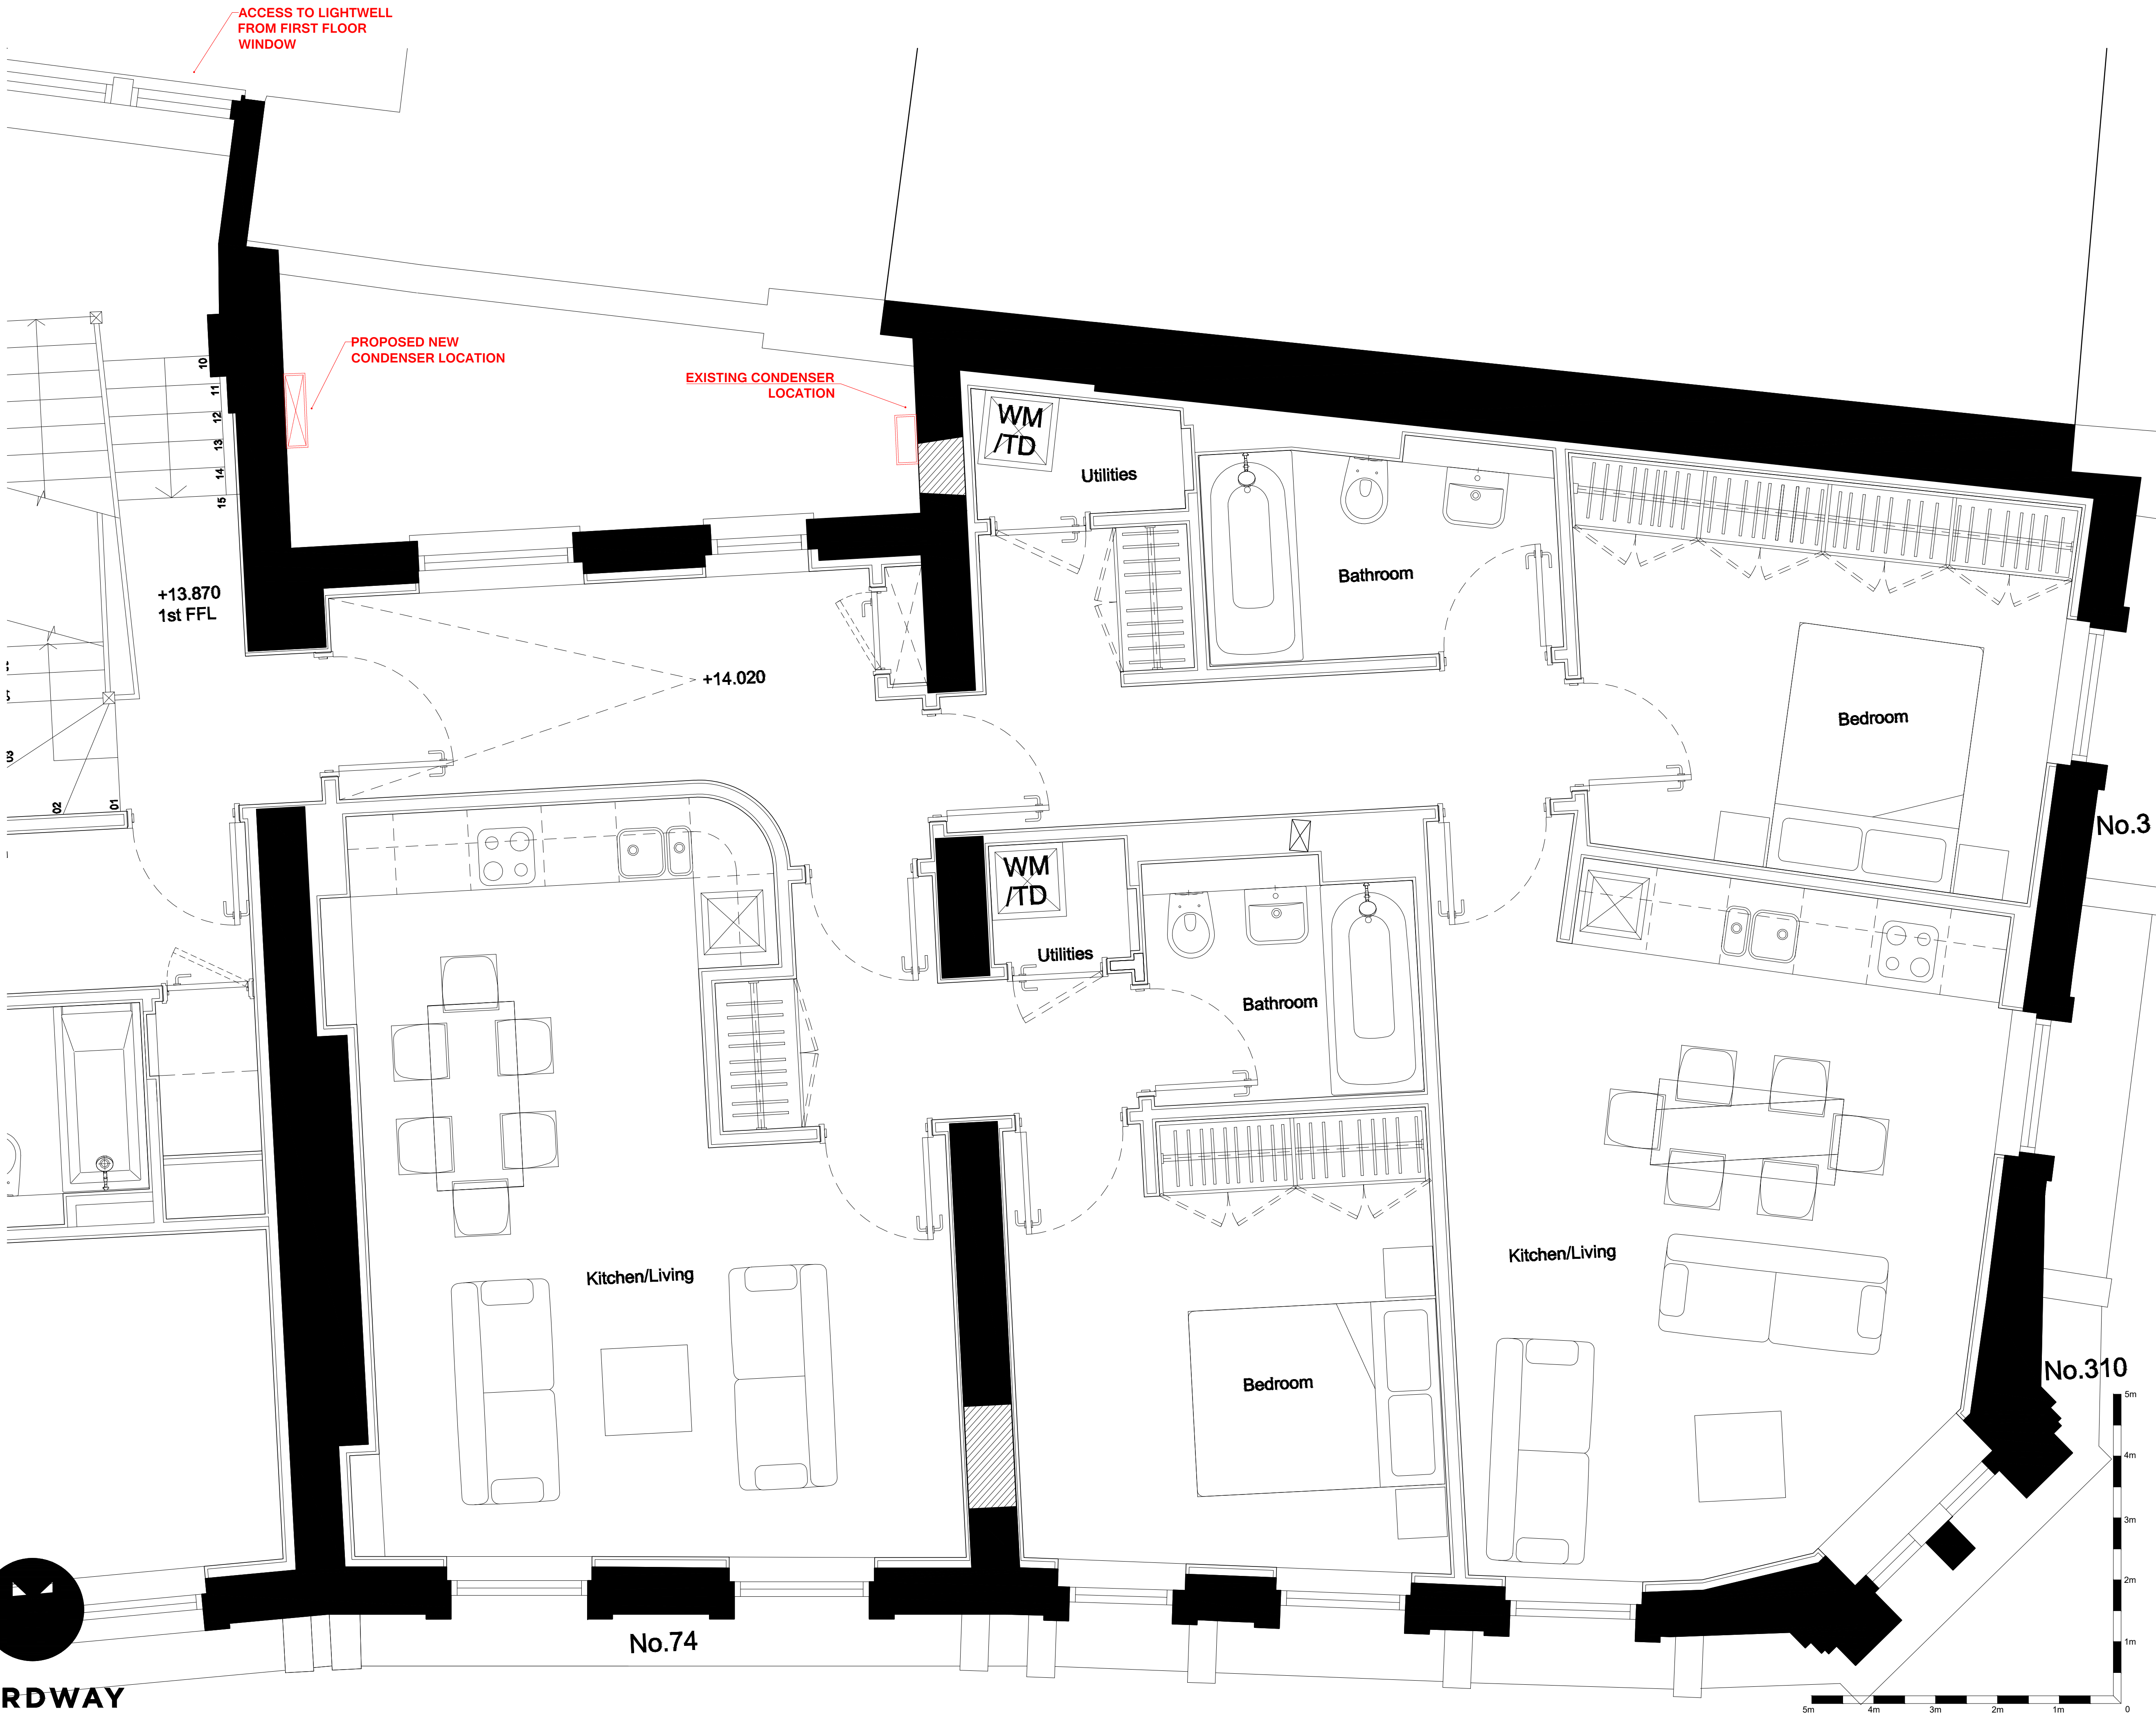 ACCESS TO LIGHTWELL
FROM FIRST FLOOR
WINDOW
PROPOSED NEW
CONDENSER LOCATION
EXISTING CONDENSER
LOCATION
10
11
12
13
14
15
WM
/TD
Utilities
Bathroom
+13.870
1st FFL
+14.020
Bedroom
02
01
No.3
WM
/TD
Utilities
Bathroom
Kitchen/Living
Kitchen/Living
Bedroom
No.310
5m
4m
3m
2m
1m
No.74
RDWAY
5m
4m
3m
2m
1m
0